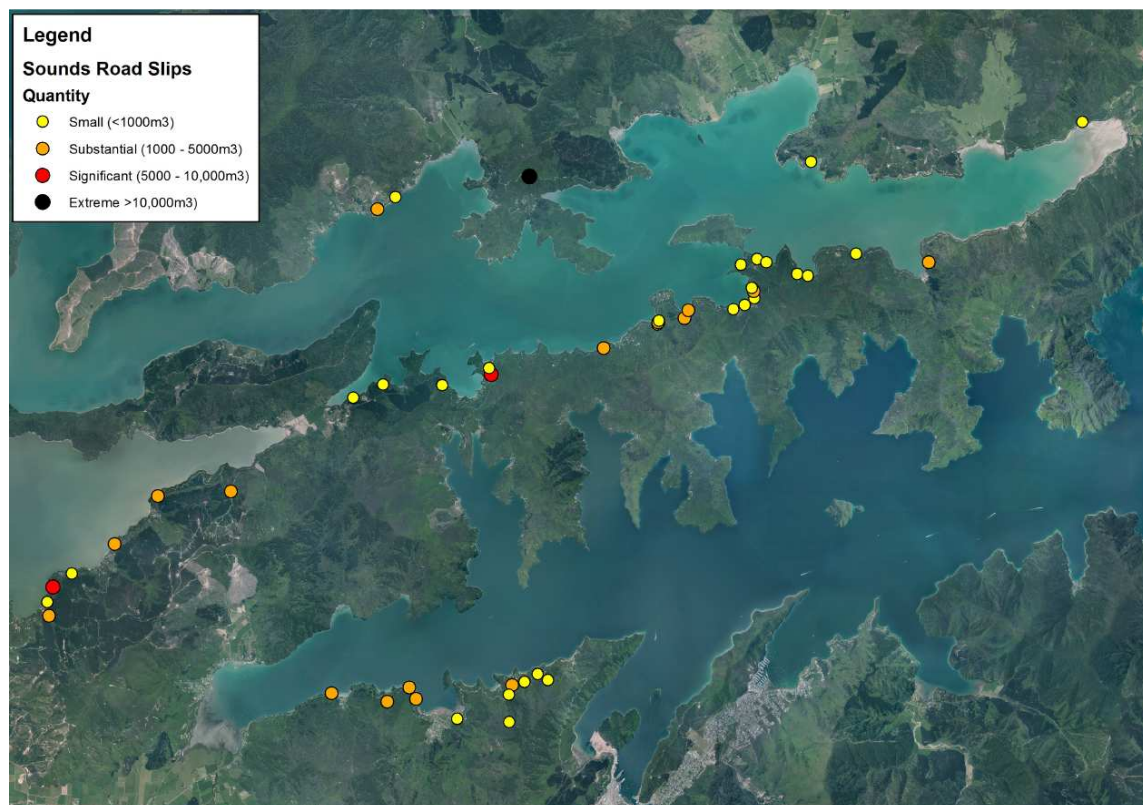 Legend
Sounds Road Slips
Quantity
Small (<1000m3)
Substantial (1000 - 5000m3)
Significant (5000 - 10,000m3)
Extreme >10,000m3)